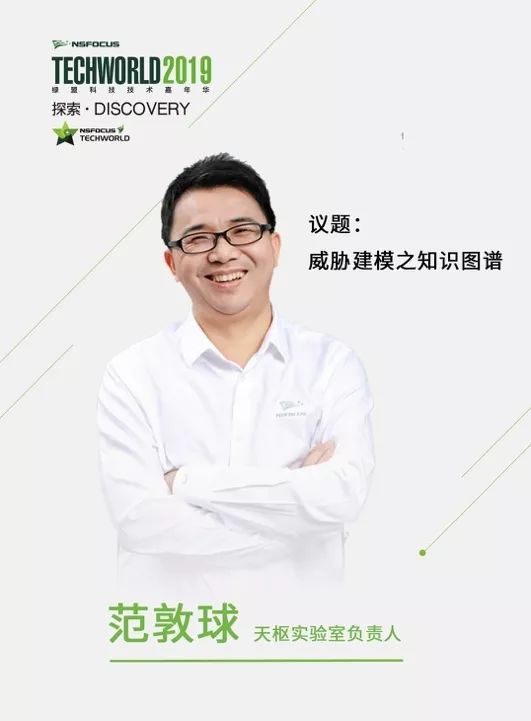 NSFOCUS
TECHWORLD2019
绿盟科技技术嘉年华
探索·DISCOVERY
NSFOCUS
TECHWORLD
议题：
威胁建模之知识图谱
范敦球 天枢实验室负责人